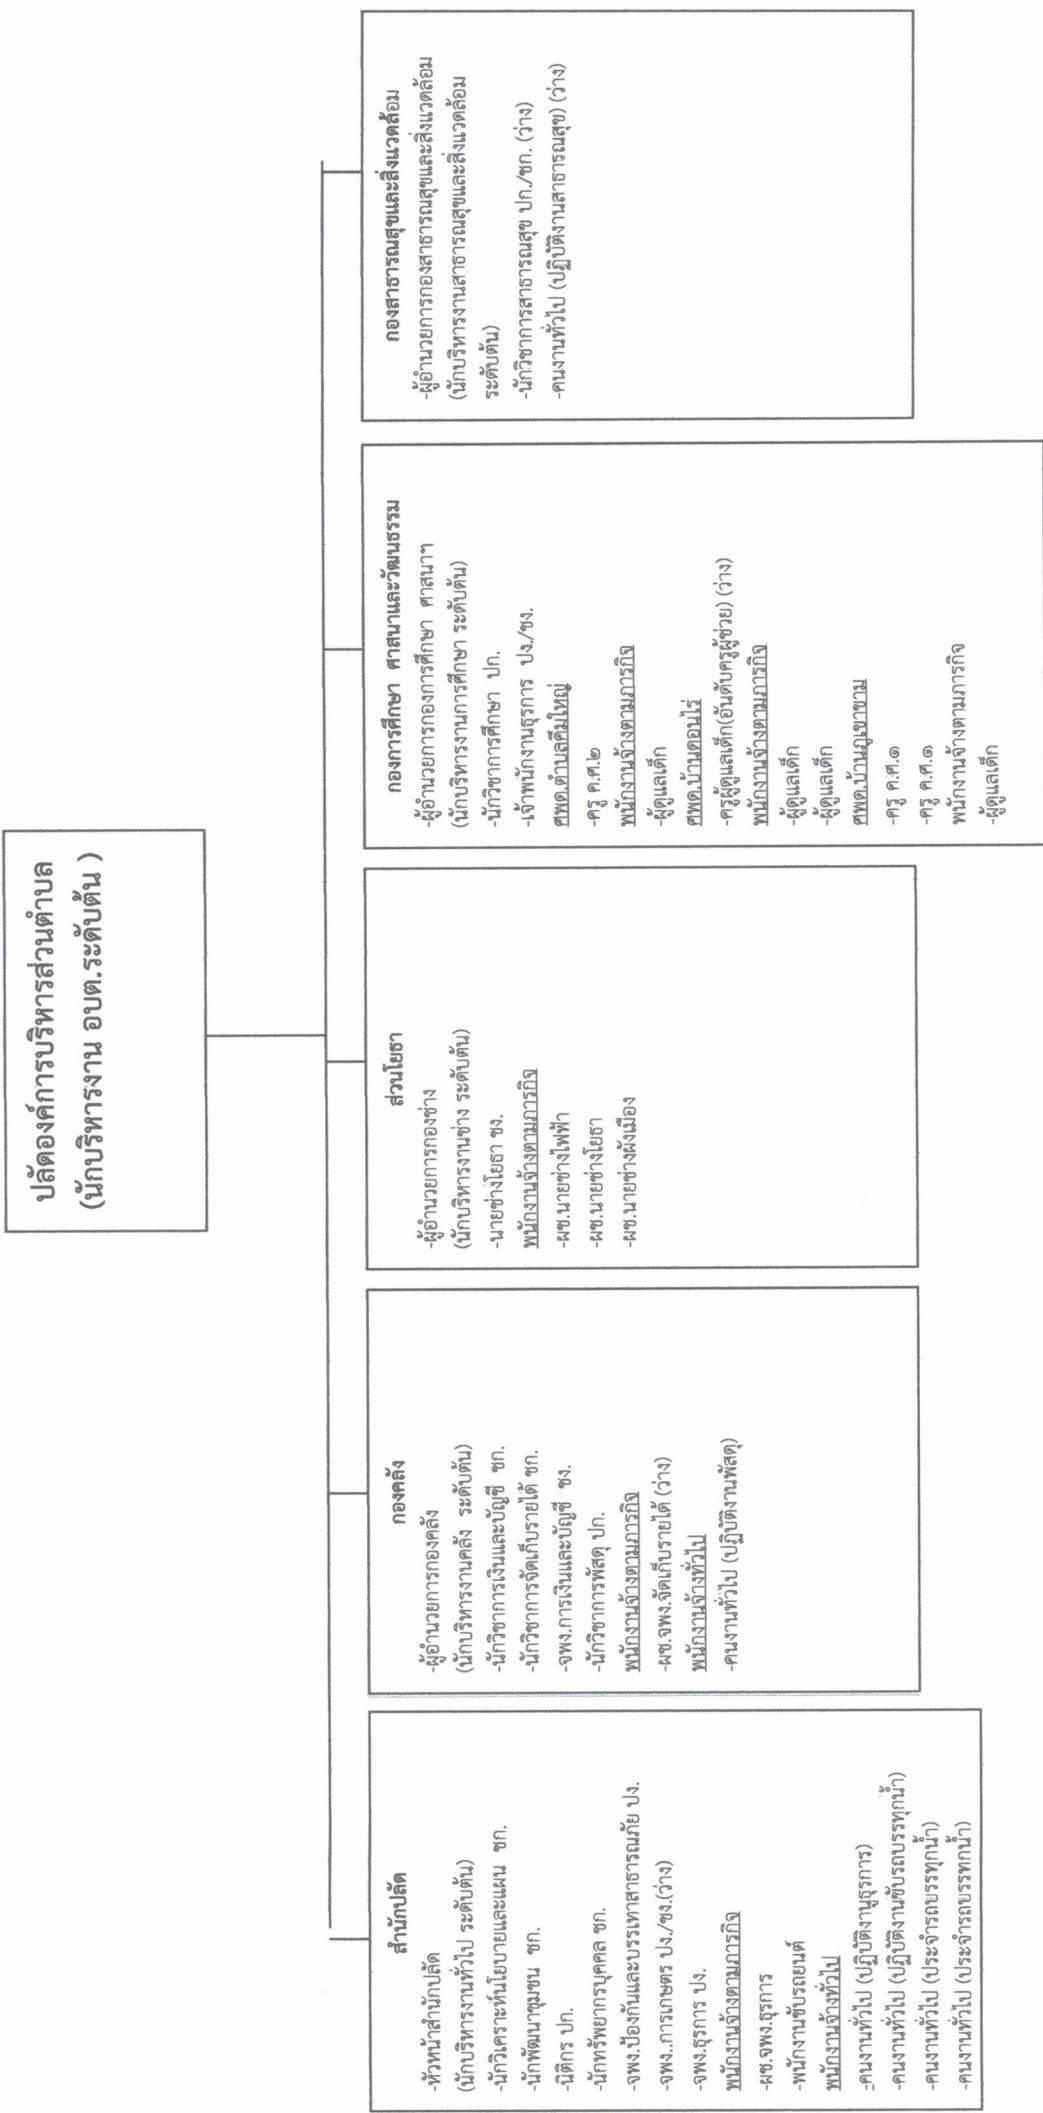 ปลัดองค์การบริหารส่วนตำบล
(นักบริหารงาน อบต.ระดับต้น )
สำนักปลัด
-หัวหน้าสำนักปลัด
(นักบริหารงานทั่วไป ระดับต้น)
-นักวิเคราะห์นโยบายและแผน ชก.
-นักพัฒนาชุมชน ชก.
-นิติกร ปก.
-นักทรัพยากรบุคคล ชก.
-จพง.ป้องกันและบรรเทาสาธารณภัย ปง.
-จพง..การเกษตร ปง./ชง.(ว่าง)
-จพง.ธุรการ ปง.
พนักงานจ้างตามภารกิจ
-ผช.จพง.ธุรการ
-พนักงานขับรถยนต์
พนักงานจ้างทั่วไป
-คนงานทั่วไป (ปฏิบัติงานธุรการ)
-คนงานทั่วไป (ปฏิบัติงานขับรถบรรทุกน้ำ)
-คนงานทั่วไป (ประจำรถบรรทุกน้ำ)
-คนงานทั่วไป (ประจำรถบรรทุกน้ำ)
กองคลัง
-ผู้อำนวยการกองคลัง
(นักบริหารงานคลัง ระดับต้น)
-นักวิชาการเงินและบัญชี ชก.
-นักวิชาการจัดเก็บรายได้ ชก.
-จพง.การเงินและบัญชี ชง.
-นักวิชาการพัสดุ ปก.
พนักงานจ้างตามภารกิจ
-ผช.จพง.จัดเก็บรายได้ (ว่าง)
พนักงานจ้างทั่วไป
-คนงานทั่วไป (ปฏิบัติงานพัสดุ)
ส่วนโยธา
-ผู้อำนวยการกองช่าง
(นักบริหารงานช่าง ระดับต้น)
-นายช่างโยธา ชง.
พนักงานจ้างตามภารกิจ
-ผช.นายช่างไฟฟ้า
-ผช.นายช่างโยธา
-ผช.นายช่างผังเมือง
กองการศึกษา ศาสนาและวัฒนธรรม
-ผู้อำนวยการกองการศึกษา ศาสนาฯ
(นักบริหารงานการศึกษา ระดับต้น)
-นักวิชาการศึกษา ปก.
-เจ้าพนักงานธุรการ ปง./ชง.
ศพด.ตำบลคึมใหญ่
-ครู ค.ศ.๒
พนักงานจ้างตามภารกิจ
-ผู้ดูแลเด็ก
ศพด.บ้านดอนไร่
-ครูผู้ดูแลเด็ก(อันดับครูผู้ช่วย) (ว่าง)
พนักงานจ้างตามภารกิจ
-ผู้ดูแลเด็ก
-ผู้ดูแลเด็ก
ศพด.บ้านภูเขาขาม
-ครู ค.ศ.๑
-ครู ค.ศ.๑
พนักงานจ้างตามภารกิจ
-ผู้ดูแลเด็ก
กองสาธารณสุขและสิ่งแวดล้อม
-ผู้อำนวยการกองสาธารณสุขและสิ่งแวดล้อม
(นักบริหารงานสาธารณสุขและสิ่งแวดล้อม
ระดับต้น)
-นักวิชาการสาธารณสุข ปก./ชก. (ว่าง)
-คนงานทั่วไป (ปฏิบัติงานสาธารณสุข) (ว่าง)